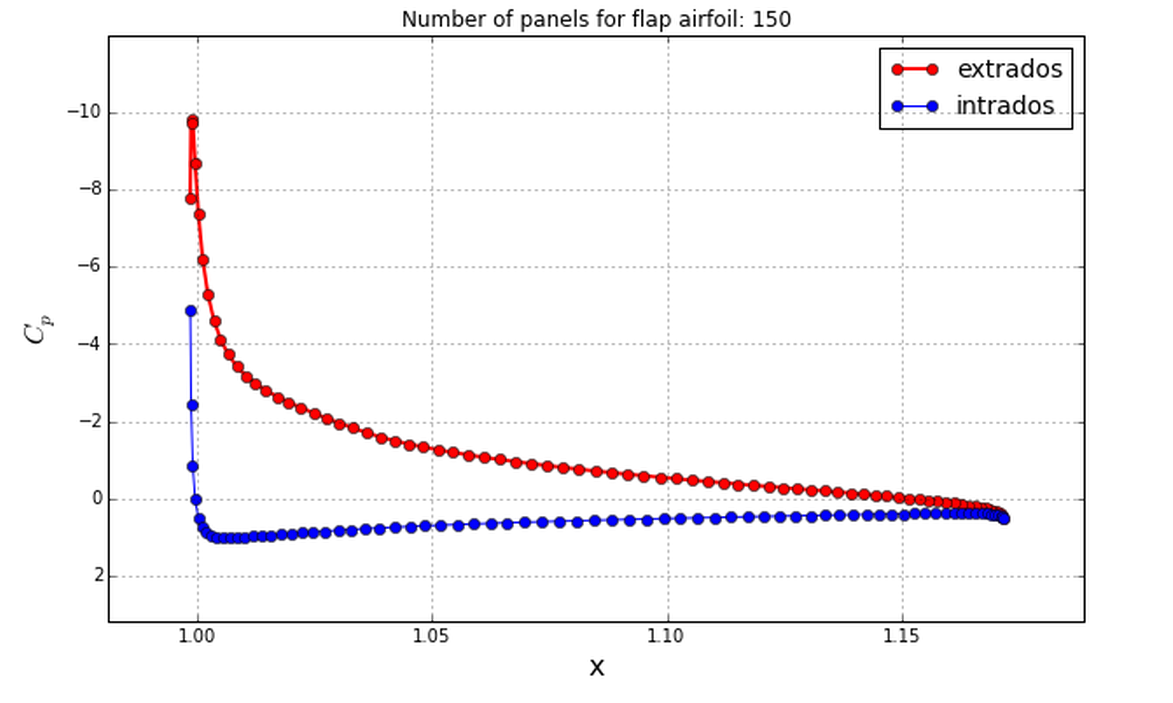 Number of panels for flap airfoil: 150
extrados
intrados
−10
−8
−6
−4
−2
0
2
C_p
1.00
1.05
1.10
1.15
x